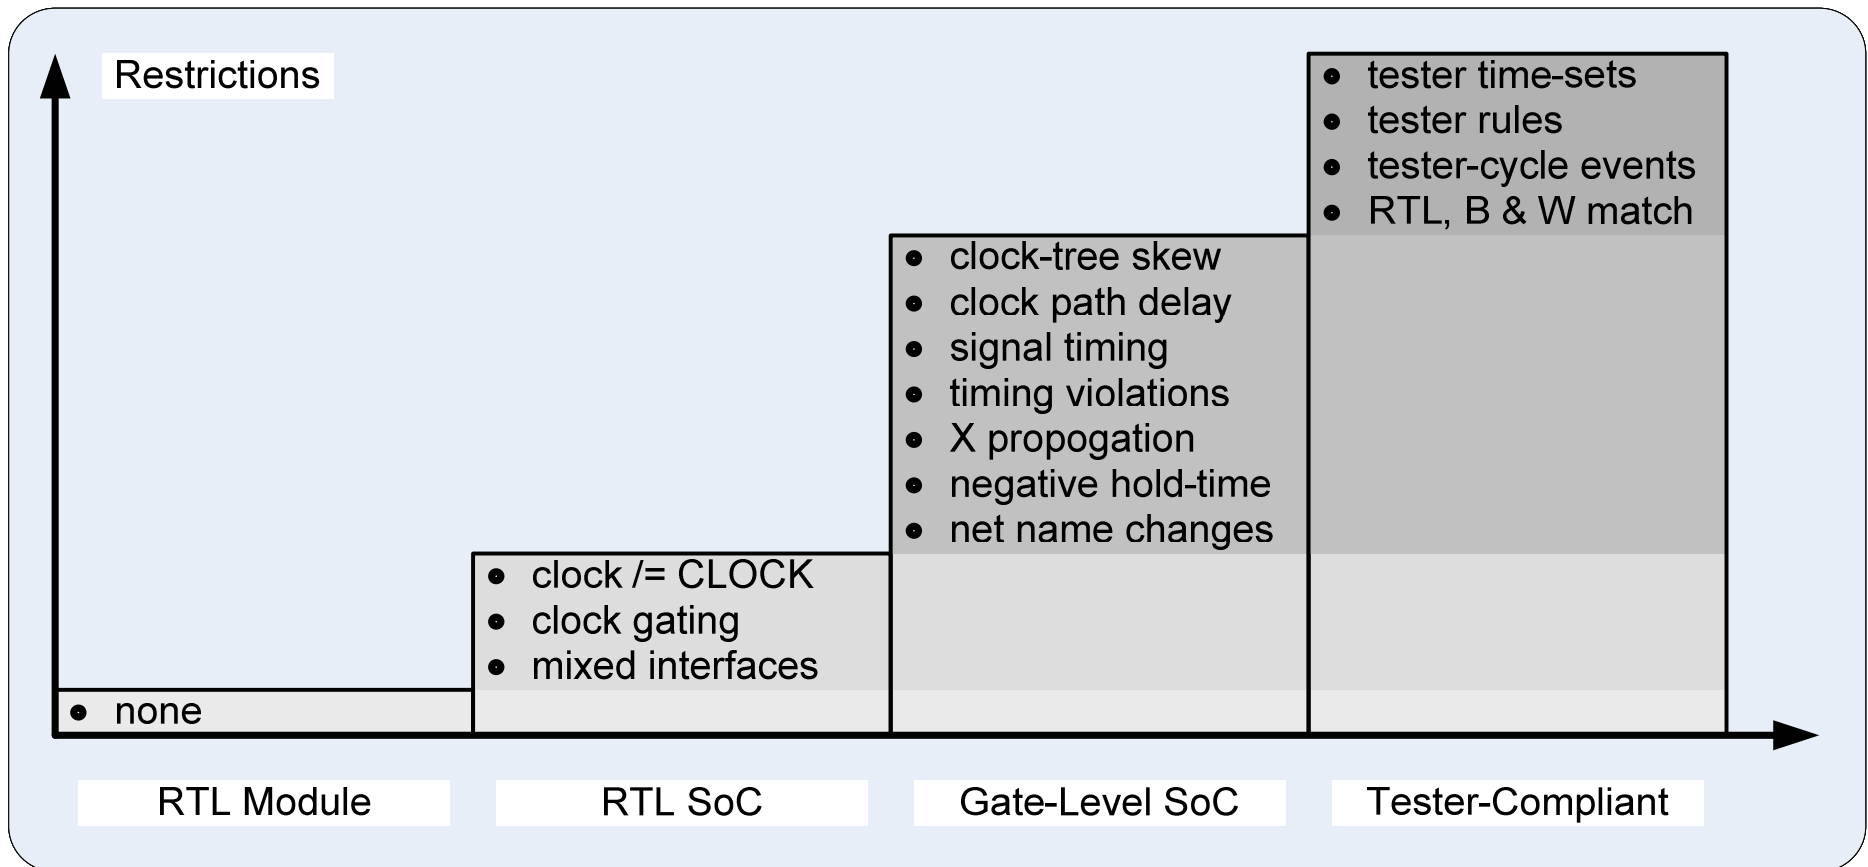 Restrictions
• tester time-sets
• tester rules
• tester-cycle events
• RTL, B & W match
• clock-tree skew
• clock path delay
• signal timing
• timing violations
• X propogation
• negative hold-time
• net name changes
• clock /= CLOCK
• clock gating
• mixed interfaces
• none
RTL Module
RTL SoC
Gate-Level SoC
Tester-Compliant